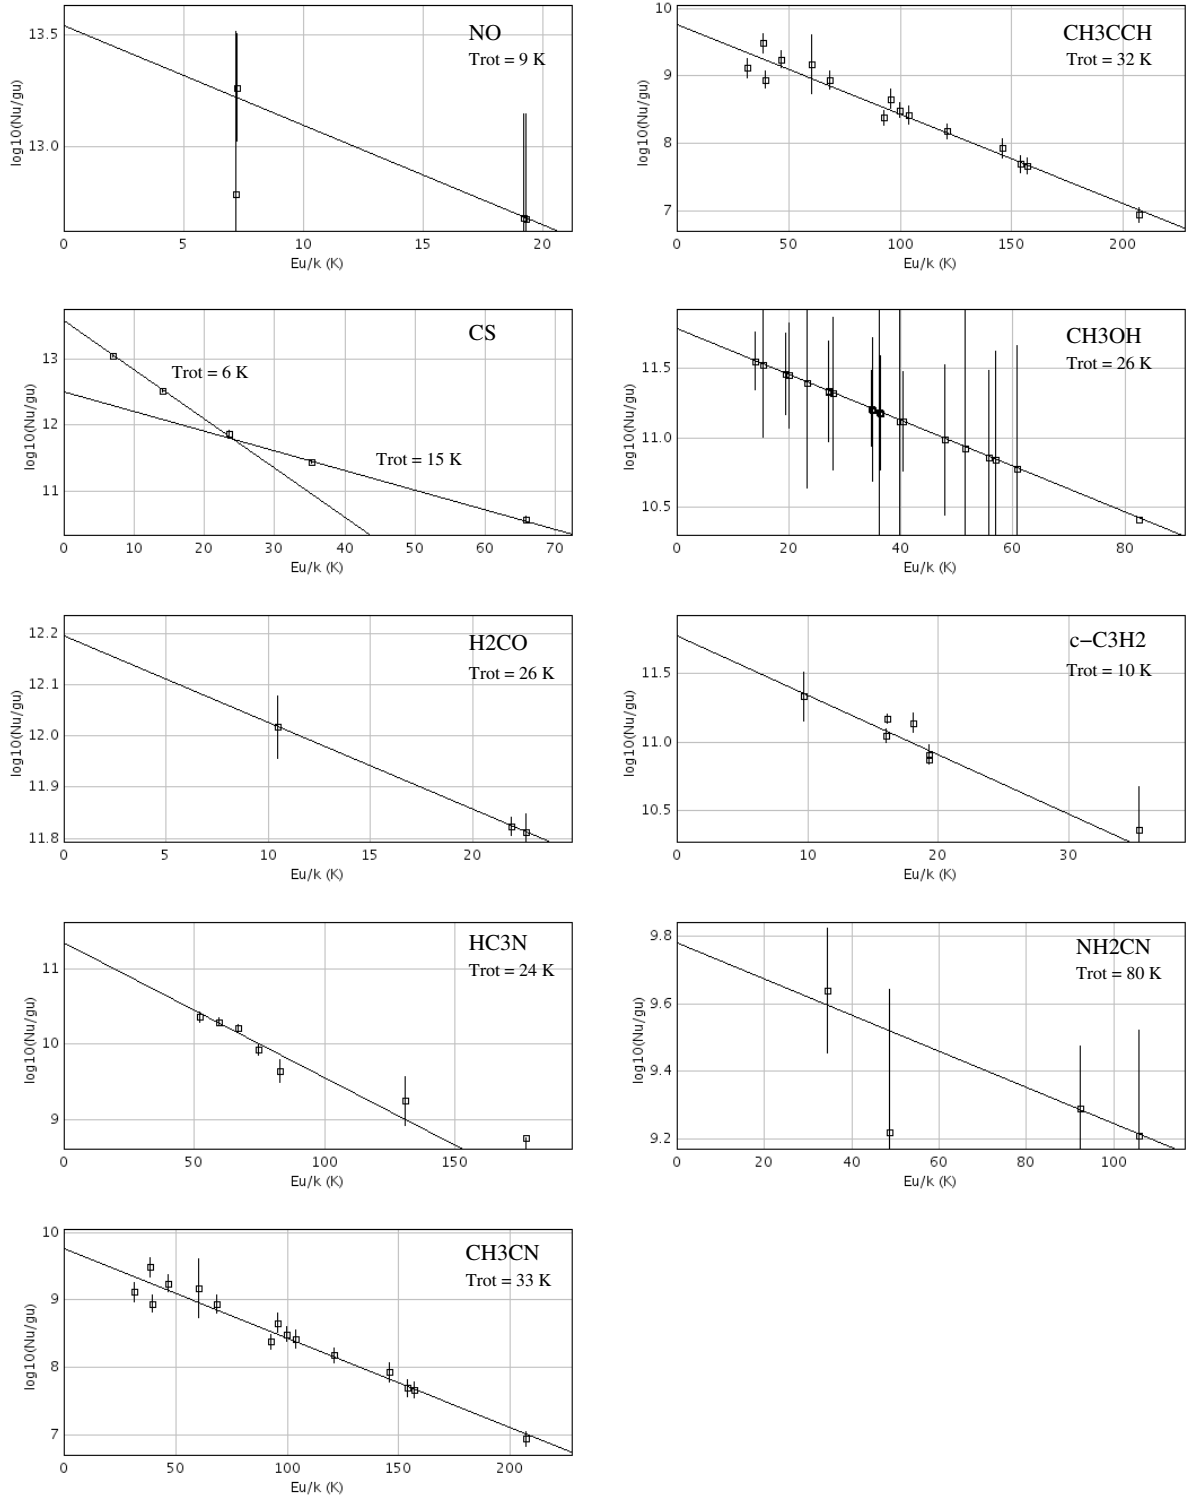 NO
Trot = 9 K
13.5
13.0
log10(Nu/gu)
0 5 10 15 20
Eu/k (K)
CH3CCH
Trot = 32 K
10
9
8
7
log10(Nu/gu)
0 50 100 150 200
Eu/k (K)
CS
Trot = 6 K
Trot = 15 K
13
12
11
log10(Nu/gu)
0 10 20 30 40 50 60 70
Eu/k (K)
CH3OH
Trot = 26 K
11.5
11.0
10.5
log10(Nu/gu)
0 20 40 60 80
Eu/k (K)
H2CO
Trot = 26 K
12.2
12.1
12.0
11.9
11.8
log10(Nu/gu)
0 5 10 15 20
Eu/k (K)
c−C3H2
Trot = 10 K
11.5
11.0
10.5
log10(Nu/gu)
0 10 20 30
Eu/k (K)
HC3N
Trot = 24 K
11
10
9
log10(Nu/gu)
0 50 100 150
Eu/k (K)
NH2CN
Trot = 80 K
9.8
9.6
9.4
9.2
log10(Nu/gu)
0 20 40 60 80 100
Eu/k (K)
CH3CN
Trot = 33 K
10
9
8
7
log10(Nu/gu)
0 50 100 150 200
Eu/k (K)